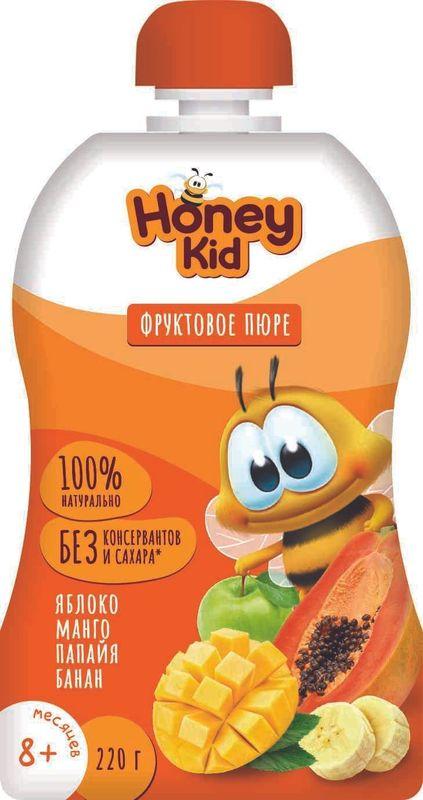 Honey
Kid
ФРУКТОВОЕ ПЮРЕ
100%
НАТУРАЛЬНО
БЕЗ КОНСЕРВАНТОВ
И САХАРА*
ЯБЛОКО
МАНГО
ПАПАЙЯ
БАНАН
месяцев
8+
220 г